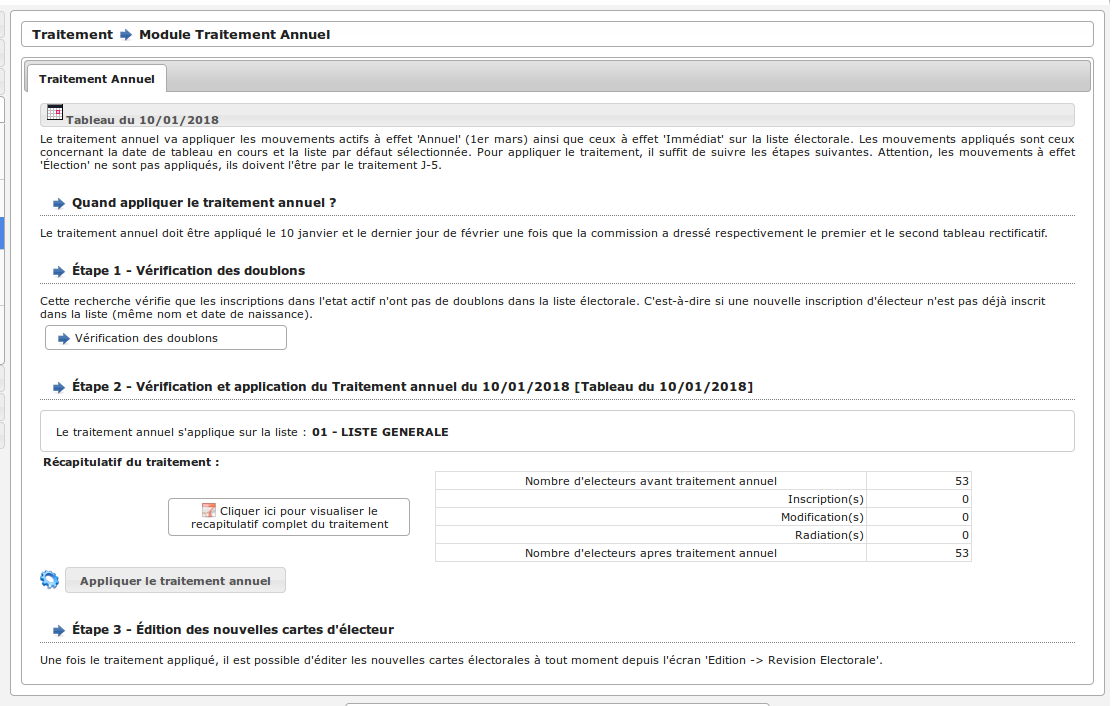 Traitement Module Traitement Annuel
Traitement Annuel
Tableau du 10/01/2018
Le traitement annuel va appliquer les mouvements actifs à effet 'Annuel' (1er mars) ainsi que ceux à effet 'Immédiat' sur la liste électorale. Les mouvements appliqués sont ceux
concernant la date de tableau en cours et la liste par défaut sélectionnée. Pour appliquer le traitement, il suffit de suivre les étapes suivantes. Attention, les mouvements à effet
'Élection' ne sont pas appliqués, ils doivent l'être par le traitement J-5.
Quand appliquer le traitement annuel ?
Le traitement annuel doit être appliqué le 10 janvier et le dernier jour de février une fois que la commission a dressé respectivement le premier et le second tableau rectificatif.
Étape 1 - Vérification des doublons
Cette recherche vérifie que les inscriptions dans l'etat actif n'ont pas de doublons dans la liste électorale. C'est-à-dire si une nouvelle inscription d'électeur n'est pas déjà inscrit
dans la liste (même nom et date de naissance).
Vérification des doublons
Étape 2 - Vérification et application du Traitement annuel du 10/01/2018 [Tableau du 10/01/2018]
Le traitement annuel s'applique sur la liste : 01 - LISTE GENERALE
Récapitulatif du traitement :
Cliquer ici pour visualiser le
recapitulatif complet du traitement
Nombre d'electeurs avant traitement annuel 53
Inscription(s) 0
Modification(s) 0
Radiation(s) 0
Nombre d'electeurs apres traitement annuel 53
Appliquer le traitement annuel
Étape 3 - Édition des nouvelles cartes d'électeur
Une fois le traitement appliqué, il est possible d'éditer les nouvelles cartes électorales à tout moment depuis l'écran 'Edition -> Revision Electorale'.